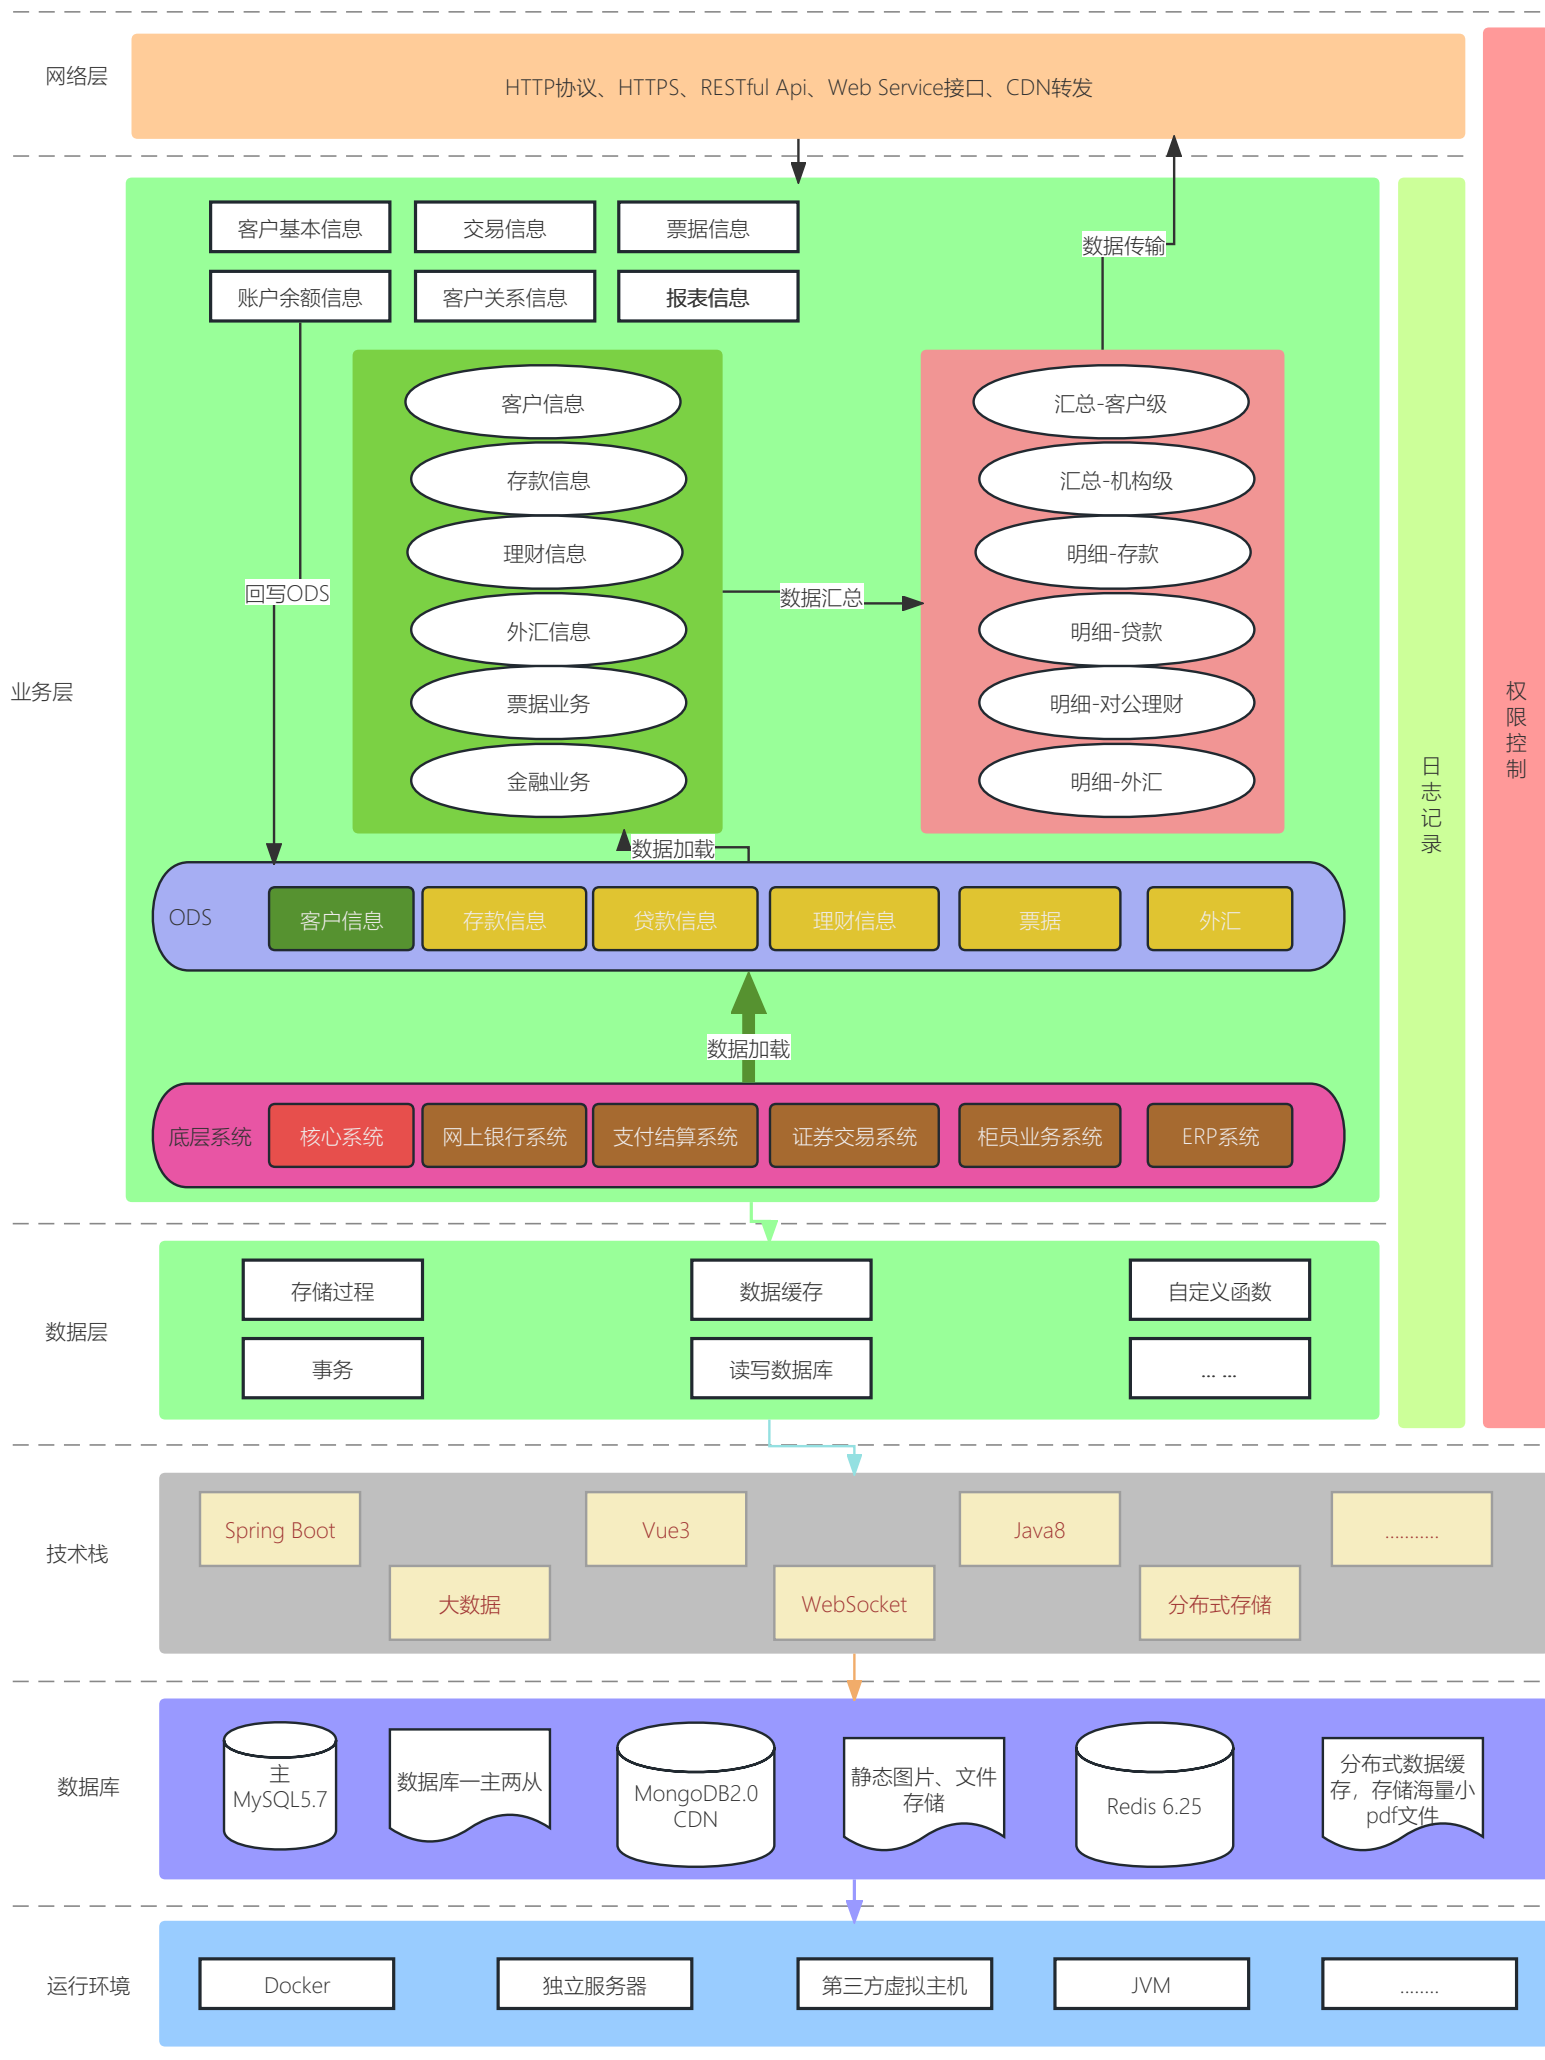 网络层
HTTP协议、HTTPS、RESTful Api、Web Service接口、CDN转发
客户基本信息
交易信息
票据信息
数据传输
账户余额信息
客户关系信息
报表信息
客户信息
存款信息
理财信息
外汇信息
票据业务
金融业务
汇总-客户级
汇总-机构级
明细-存款
明细-贷款
明细-对公理财
明细-外汇
回写ODS
数据汇总
业务层
数据加载
ODS
客户信息
存款信息
贷款信息
理财信息
票据
外汇
数据加载
底层系统
核心系统
网上银行系统
支付结算系统
证券交易系统
柜员业务系统
ERP系统
日
志
记
录
权
限
控
制
数据层
存储过程
数据缓存
自定义函数
事务
读写数据库
... ...
技术栈
Spring Boot
Vue3
Java8
...........
大数据
WebSocket
分布式存储
数据库
主
MySQL5.7
数据库一主两从
MongoDB2.0
CDN
静态图片、文件
存储
Redis 6.25
分布式数据缓
存，存储海量小
pdf文件
运行环境
Docker
独立服务器
第三方虚拟主机
JVM
........